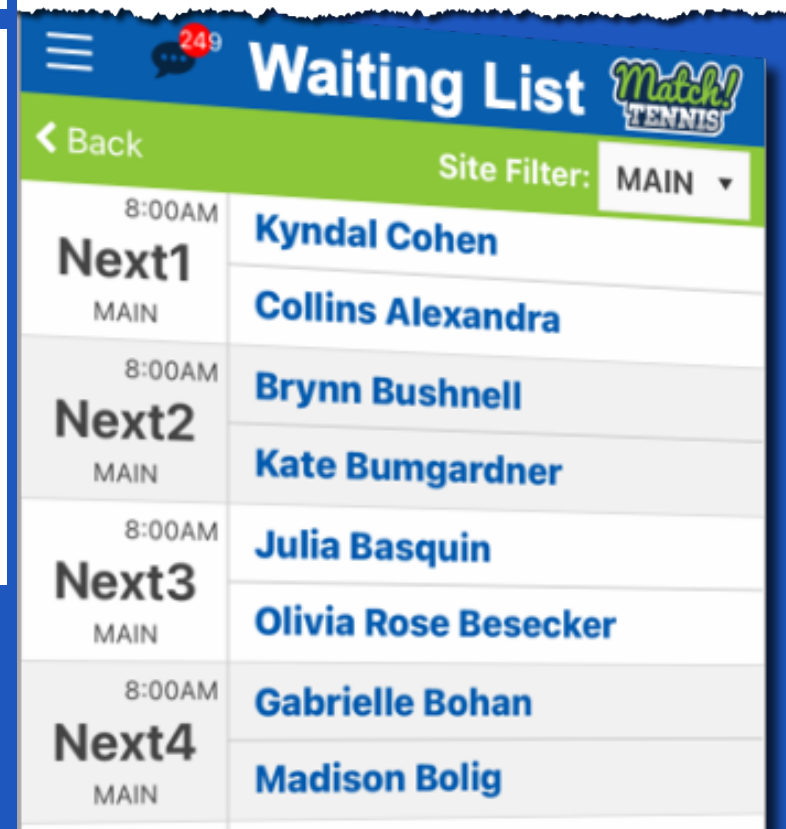 249
Waiting List
Match!
TENNIS
Back
Site Filter: MAIN
8:00AM
Next1
MAIN
Kyndal Cohen
Collins Alexandra
8:00AM
Next2
MAIN
Brynn Bushnell
Kate Bumgardner
8:00AM
Next3
MAIN
Julia Basquin
Olivia Rose Besecker
8:00AM
Next4
MAIN
Gabrielle Bohan
Madison Bolig